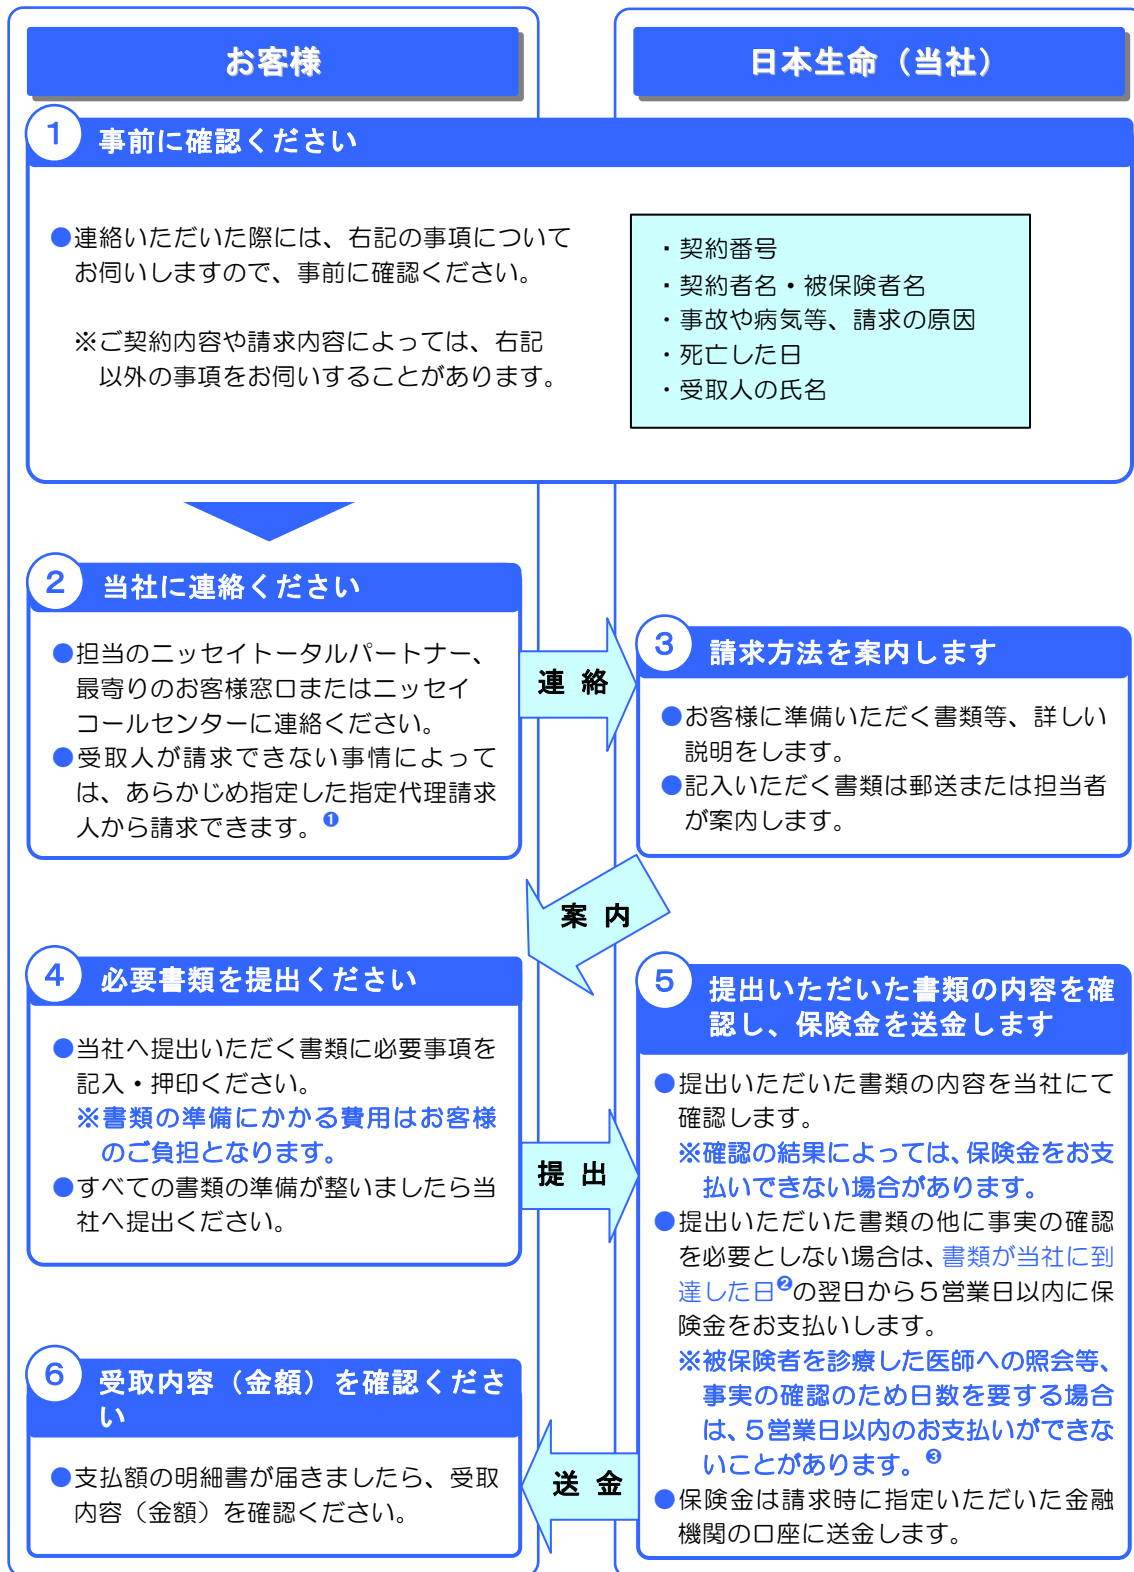 お客様
日本生命（当社）
1 事前に確認ください
●連絡いただいた際には、右記の事項について
お伺いしますので、事前に確認ください。
※ご契約内容や請求内容によっては、右記
以外の事項をお伺いすることがあります。
・契約番号
・契約者名・被保険者名
・事故や病気等、請求の原因
・死亡した日
・受取人の氏名
2 当社に連絡ください
●担当のニッセイトータルパートナー、
最寄りのお客様窓口またはニッセイ
コールセンターに連絡ください。
●受取人が請求できない事情によって
は、あらかじめ指定した指定代理請求
人から請求できます。❶
連 絡
3 請求方法を案内します
●お客様に準備いただく書類等、詳しい
説明をします。
●記入いただく書類は郵送または担当者
が案内します。
案 内
4 必要書類を提出ください
●当社へ提出いただく書類に必要事項を
記入・押印ください。
※書類の準備にかかる費用はお客様
のご負担となります。
●すべての書類の準備が整いましたら当
社へ提出ください。
提 出
5 提出いただいた書類の内容を確
認し、保険金を送金します
●提出いただいた書類の内容を当社にて
確認します。
※確認の結果によっては、保険金をお支
払いできない場合があります。
●提出いただいた書類の他に事実の確認
を必要としない場合は、書類が当社に到
達した日❷の翌日から５営業日以内に保
険金をお支払いします。
※被保険者を診療した医師への照会等、
事実の確認のため日数を要する場合
は、５営業日以内のお支払いができな
いことがあります。❸
●保険金は請求時に指定いただいた金融
機関の口座に送金します。
送 金
6 受取内容（金額）を確認くださ
い
●支払額の明細書が届きましたら、受取
内容（金額）を確認ください。